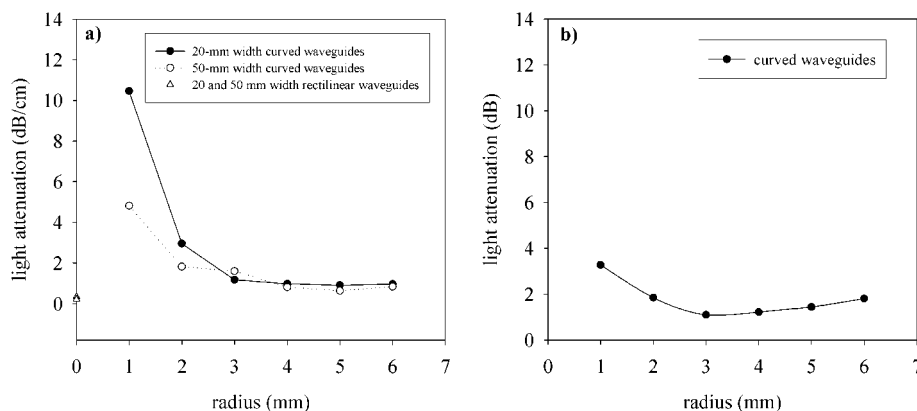 a)
20-mm width curved waveguides
50-mm width curved waveguides
20 and 50 mm width rectilinear waveguides
light attenuation (dB/cm)
14
12
10
8
6
4
2
0
0 1 2 3 4 5 6 7
radius (mm)
b)
curved waveguides
light attenuation (dB)
14
12
10
8
6
4
2
0
0 1 2 3 4 5 6 7
radius (mm)